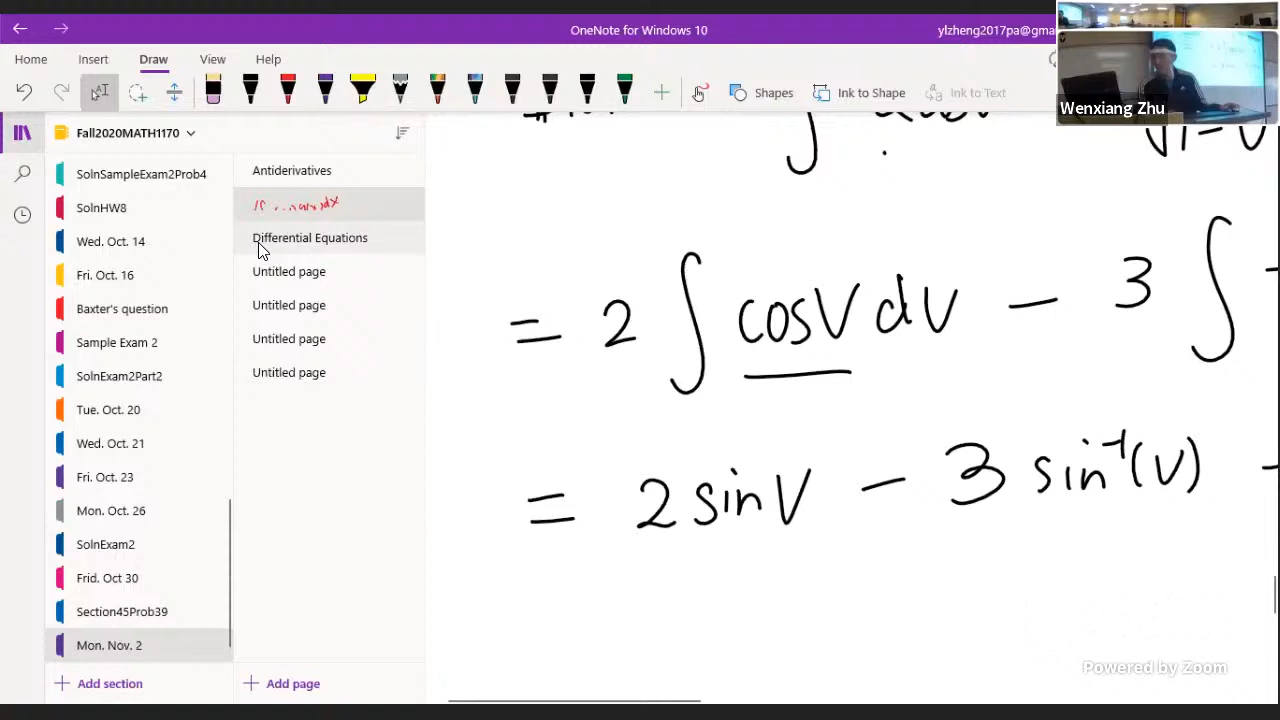 OneNote for Windows 10
ylzheng2017pa@gma
Home Insert Draw View Help
Shapes Ink to Shape Ink to Text
Wenxiang Zhu
Fall2020MATH1170
SolnSampleExam2Prob4
SolnHW8
Wed. Oct. 14
Fri. Oct. 16
Baxter's question
Sample Exam 2
SolnExam2Part2
Tue. Oct. 20
Wed. Oct. 21
Fri. Oct. 23
Mon. Oct. 26
SolnExam2
Frid. Oct 30
Section45Prob39
Mon. Nov. 2
Add section
Antiderivatives
Differential Equations
Untitled page
Untitled page
Untitled page
Untitled page
Add page
= 2 ∫ cosV dV − 3 ∫
= 2 sinV − 3 sin⁻¹(V) −
Powered by Zoom